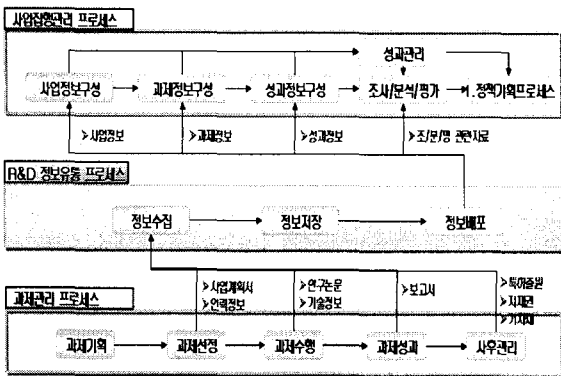 사업집행관리 프로세스
성과관리
사업정보구성
과제정보구성
성과정보구성
조사/분석/평가
1.정책기획프로세스
>사업정보
>과제정보
>성과정보
>조/분/평 관련자료
R&D 정보유통 프로세스
정보수집
정보저장
정보배포
>사업계획서
>인력정보
>연구논문
>기술정보
>보고서
>특허출원
>지재권
과제관리 프로세스
과제기획
과제선정
과제수행
과제성과
사후관리